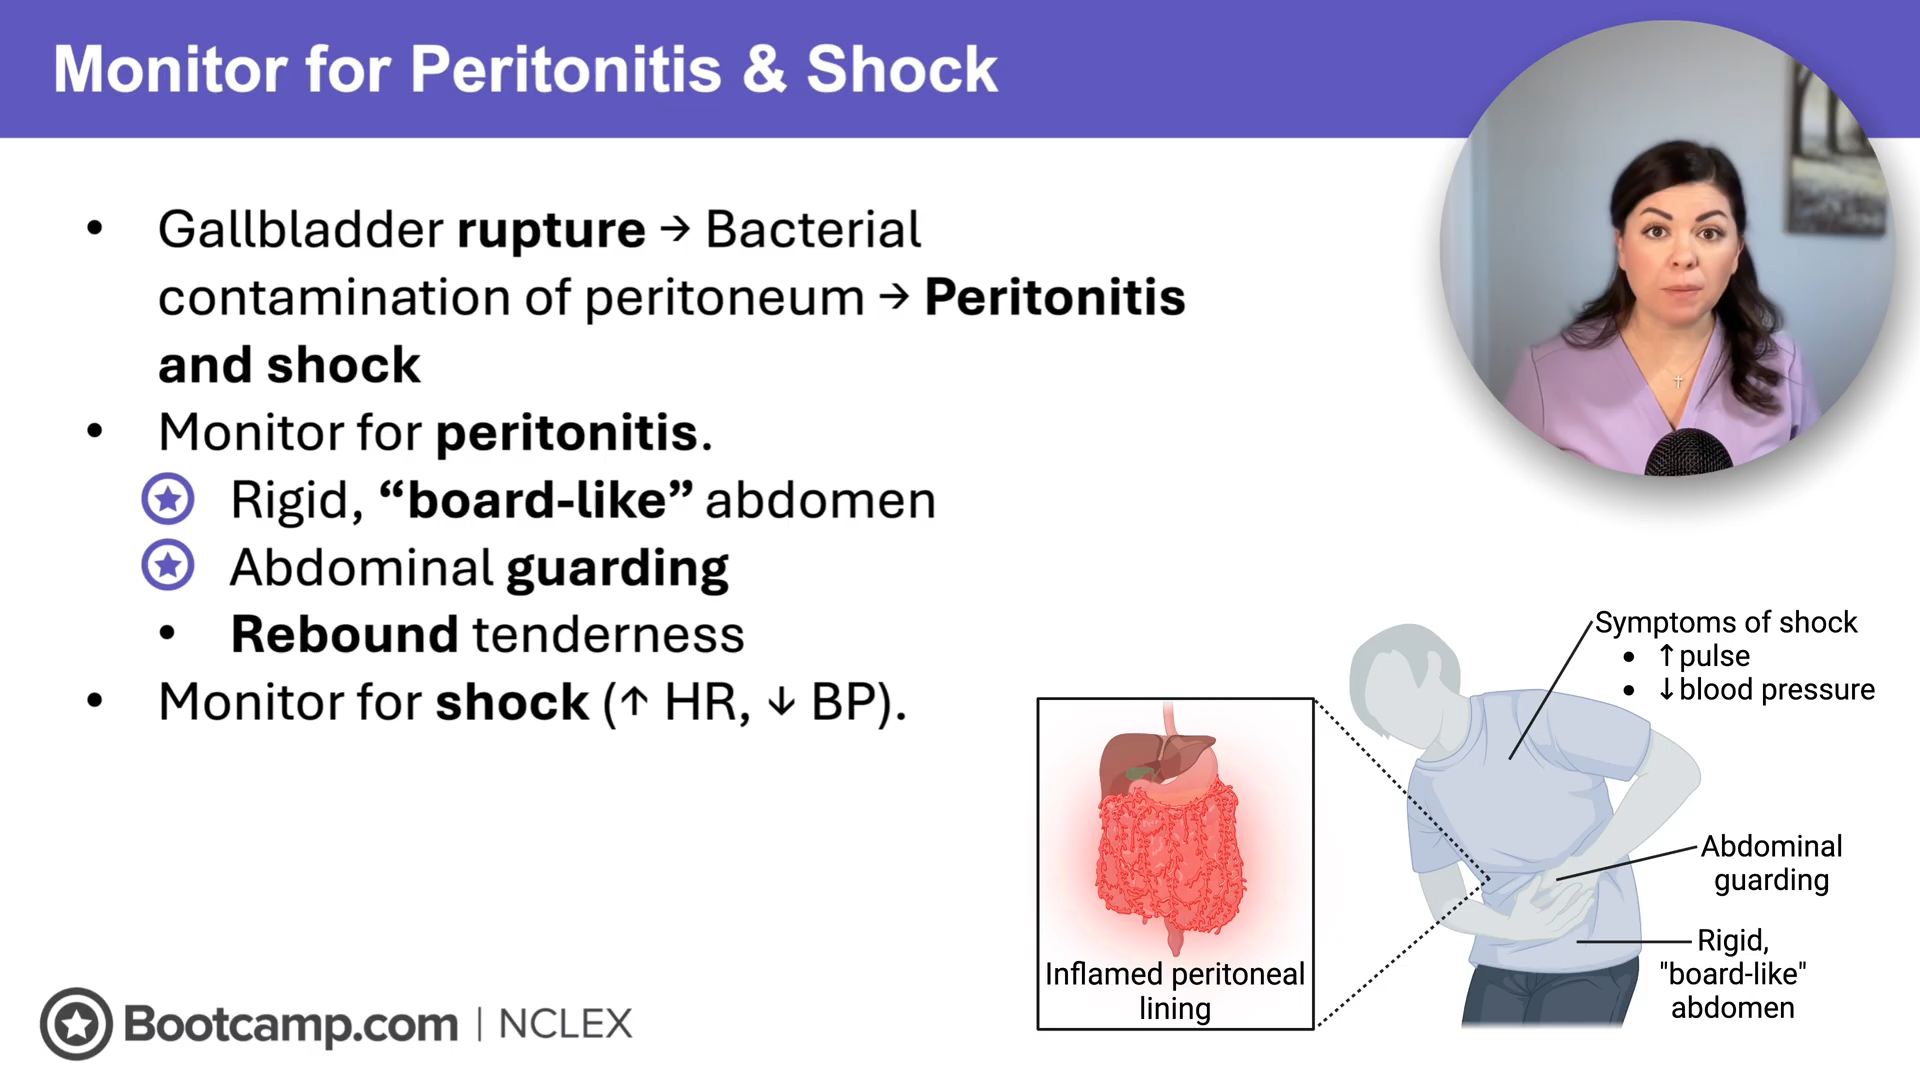 Monitor for Peritonitis & Shock
• Gallbladder rupture → Bacterial
contamination of peritoneum → Peritonitis
and shock
• Monitor for peritonitis.
Rigid, “board-like” abdomen
Abdominal guarding
• Rebound tenderness
• Monitor for shock (↑ HR, ↓ BP).
Symptoms of shock
• ↑pulse
• ↓blood pressure
Abdominal
guarding
Rigid,
"board-like"
abdomen
Inflamed peritoneal
lining
Bootcamp.com | NCLEX